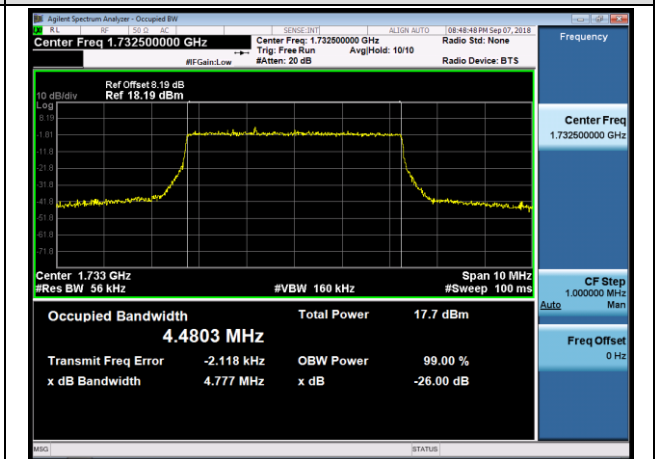 Agilent Spectrum Analyzer - Occupied BW
RL RF 50 Ω AC SENSE:INT ALIGN AUTO 08:48:48 PM Sep 07, 2018
Center Freq 1.732500000 GHz
Center Freq: 1.732500000 GHz
Radio Std: None
Trig: Free Run Avg|Hold: 10/10
#IFGain:Low
#Atten: 20 dB
Radio Device: BTS
Frequency
Ref Offset 8.19 dB
10 dB/div Ref 18.19 dBm
Log
8.19
-1.81
-11.8
-21.8
-31.8
-41.8
-51.8
-61.8
-71.8
Center 1.733 GHz
Span 10 MHz
#Res BW 56 kHz
#VBW 160 kHz
#Sweep 100 ms
Occupied Bandwidth
4.4803 MHz
Total Power 17.7 dBm
Transmit Freq Error -2.118 kHz
OBW Power 99.00 %
x dB Bandwidth 4.777 MHz
x dB -26.00 dB
Center Freq
1.732500000 GHz
CF Step
1.000000 MHz
Auto Man
Freq Offset
0 Hz
MSG
STATUS